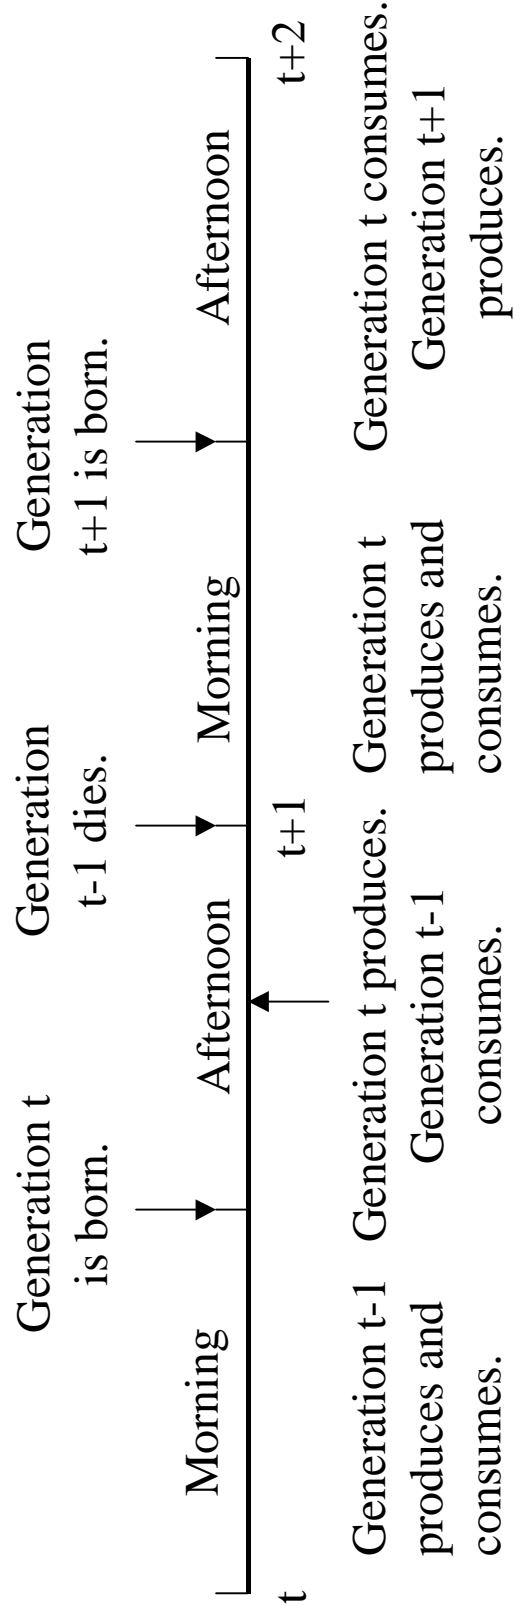 Generation t
is born.
Generation
t-1 dies.
Generation
t+1 is born.
Morning
Afternoon
Morning
Afternoon
t
t+1
t+2
Generation t-1
produces and
consumes.
Generation t produces.
Generation t-1
consumes.
Generation t
produces and
consumes.
Generation t consumes.
Generation t+1
produces.